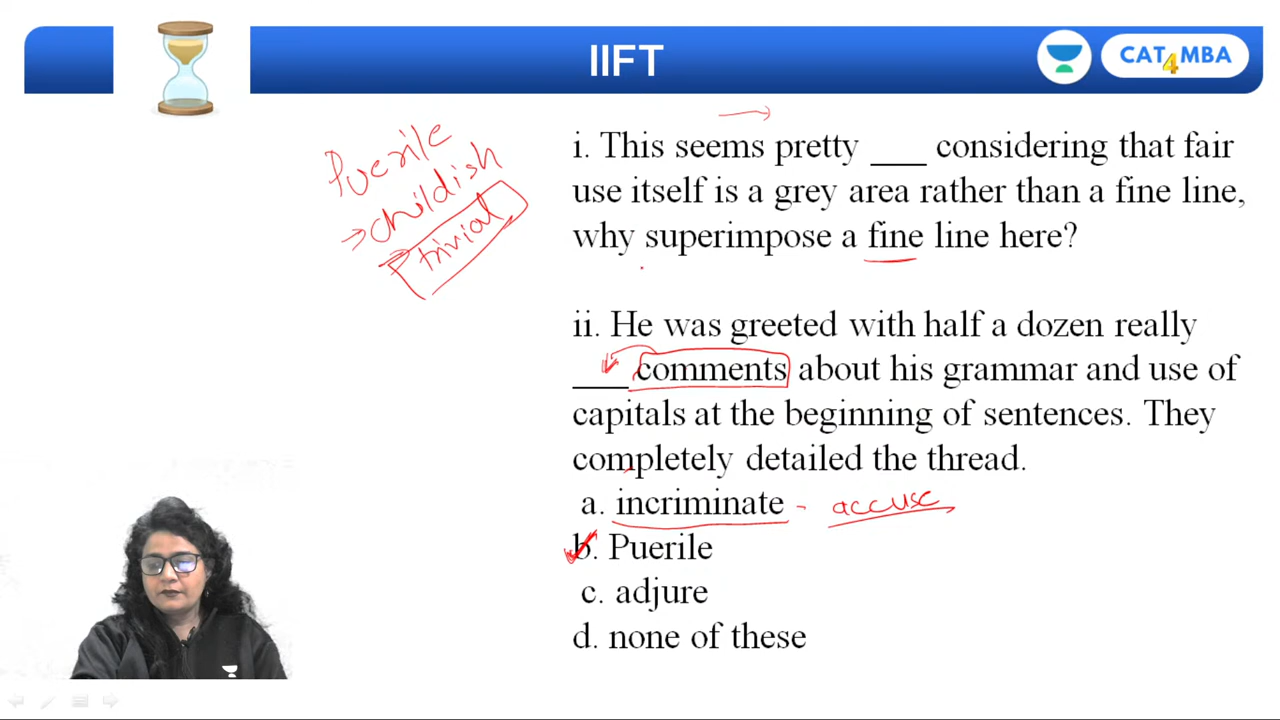 IIFT
CAT4MBA
Puerile
→ childish
trivial
i. This seems pretty ___ considering that fair
use itself is a grey area rather than a fine line,
why superimpose a fine line here?
ii. He was greeted with half a dozen really
___ comments about his grammar and use of
capitals at the beginning of sentences. They
completely detailed the thread.
a. incriminate - accuse
b. Puerile
c. adjure
d. none of these